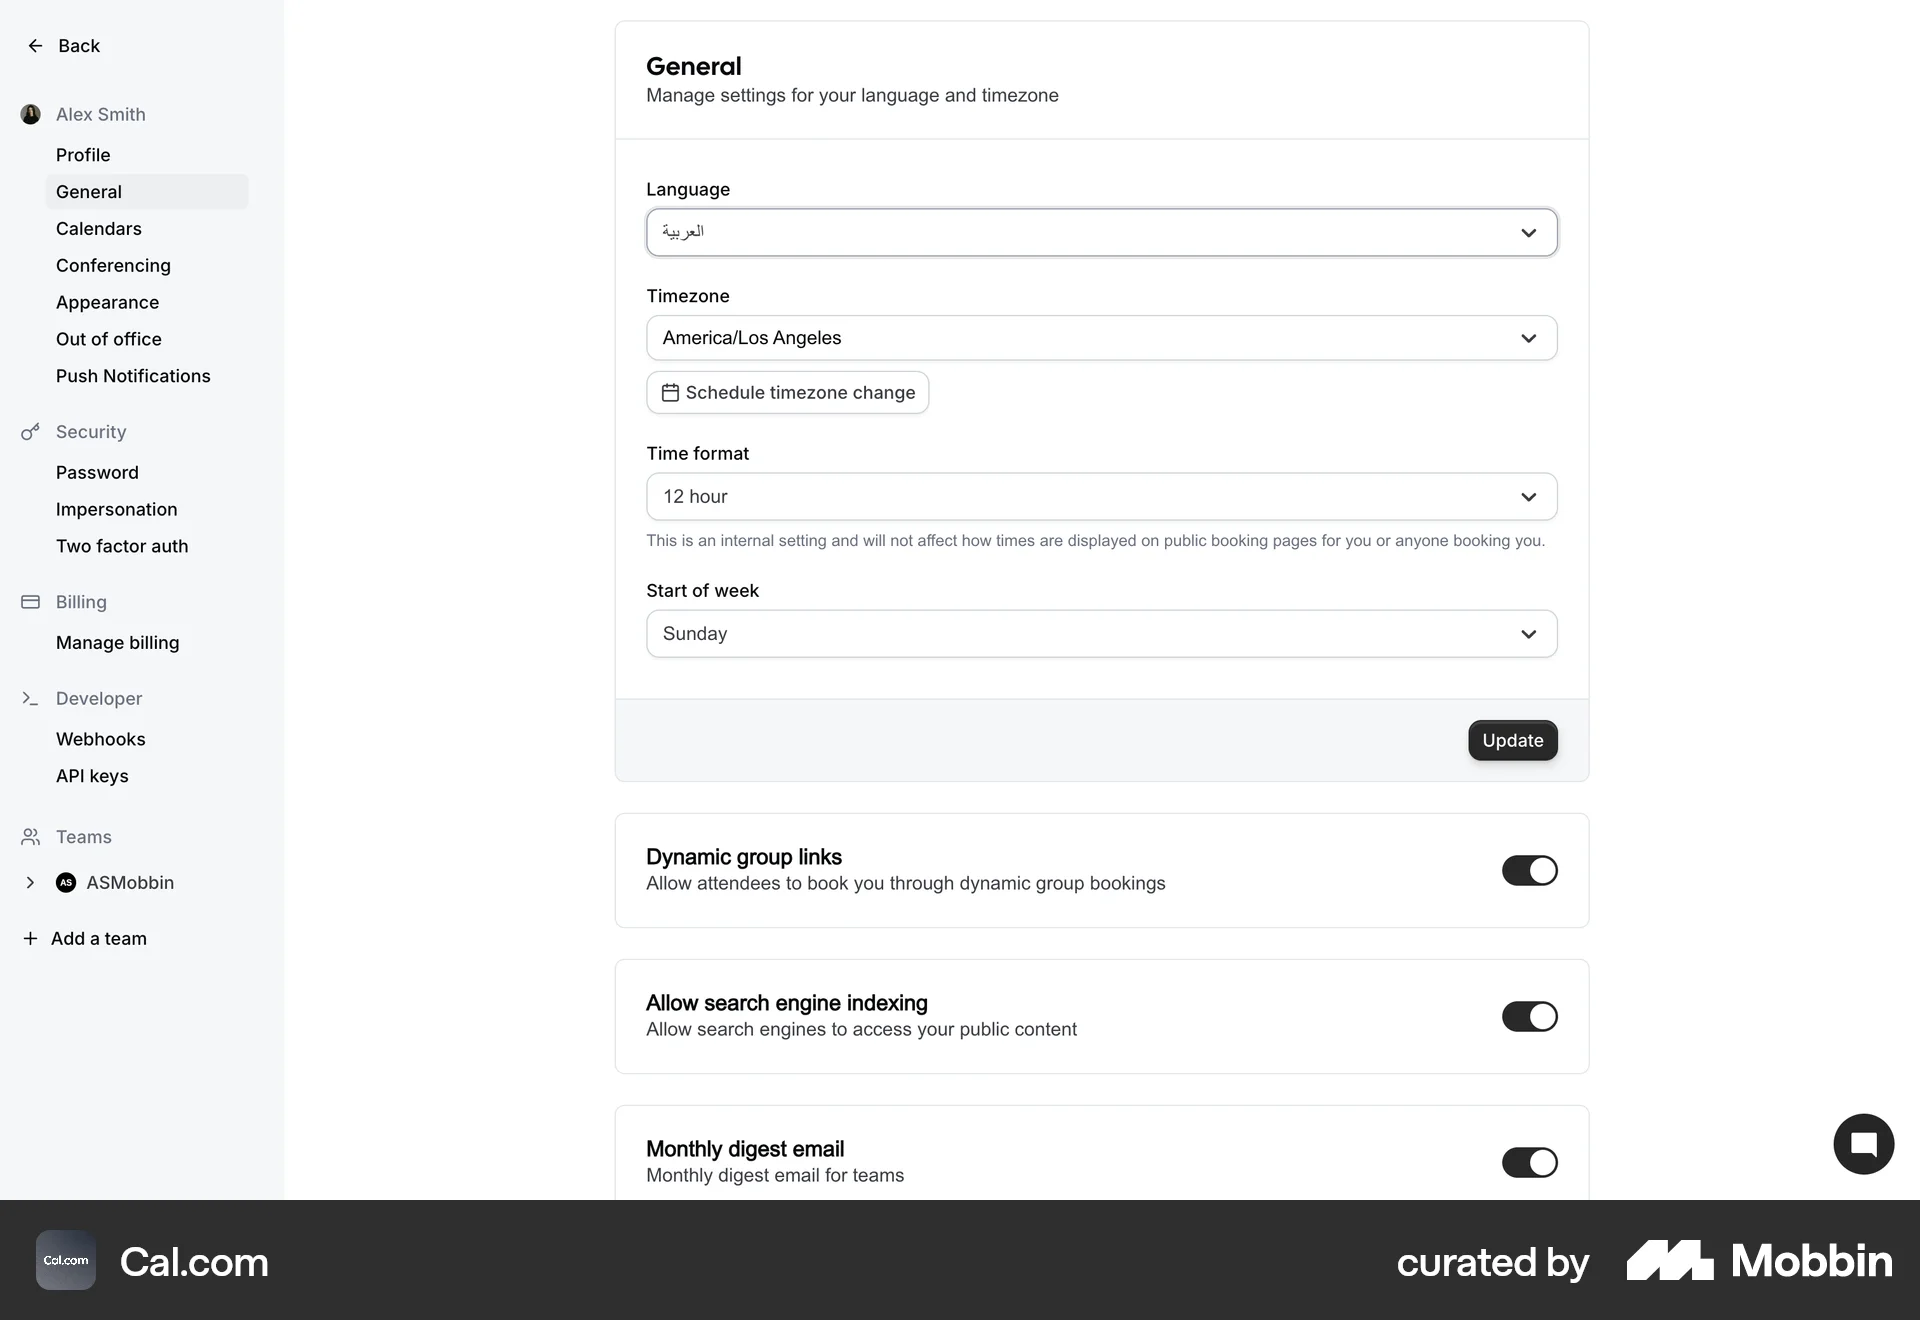 Back
Alex Smith
Profile
General
Calendars
Conferencing
Appearance
Out of office
Push Notifications
Security
Password
Impersonation
Two factor auth
Billing
Manage billing
Developer
Webhooks
API keys
Teams
AS ASMobbin
Add a team
General
Manage settings for your language and timezone
Language
العربية
Timezone
America/Los Angeles
Schedule timezone change
Time format
12 hour
This is an internal setting and will not affect how times are displayed on public booking pages for you or anyone booking you.
Start of week
Sunday
Update
Dynamic group links
Allow attendees to book you through dynamic group bookings
Allow search engine indexing
Allow search engines to access your public content
Monthly digest email
Monthly digest email for teams
Cal.com Cal.com
curated by Mobbin